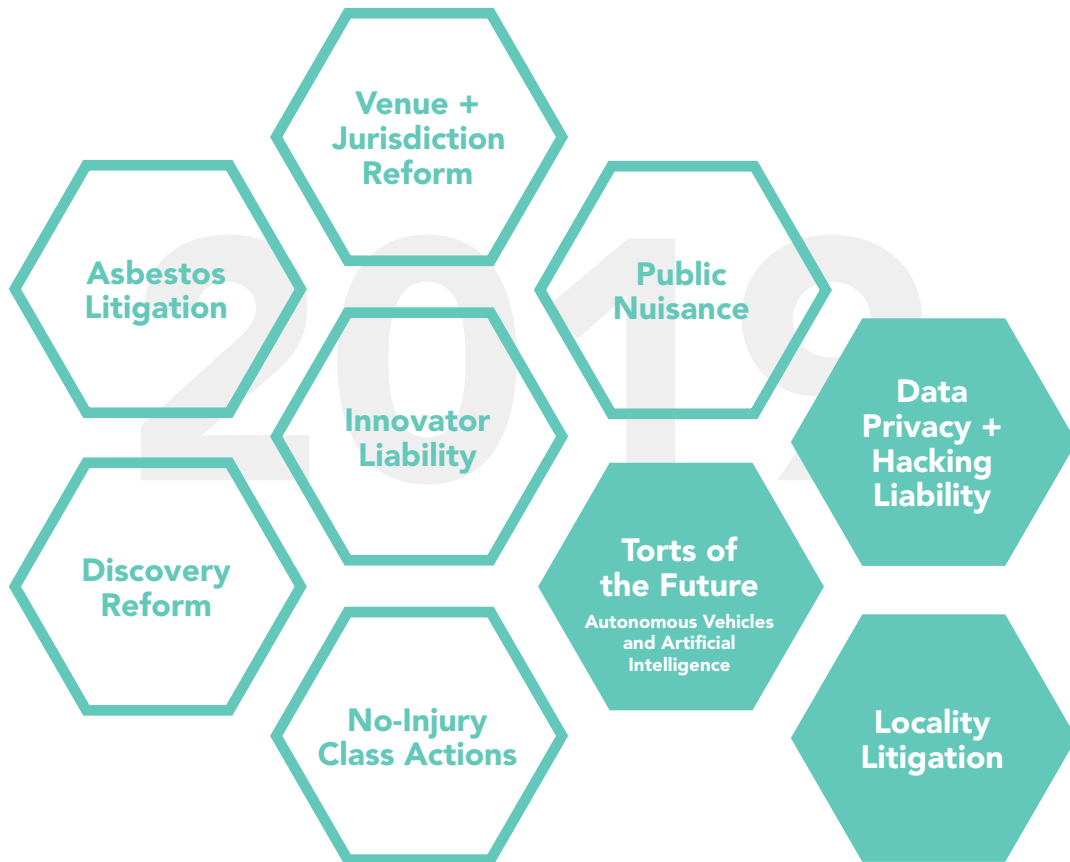 2019
Venue +
Jurisdiction
Reform
Asbestos
Litigation
Public
Nuisance
Innovator
Liability
Data
Privacy +
Hacking
Liability
Discovery
Reform
Torts of
the Future
Autonomous Vehicles
and Artificial
Intelligence
No-Injury
Class Actions
Locality
Litigation